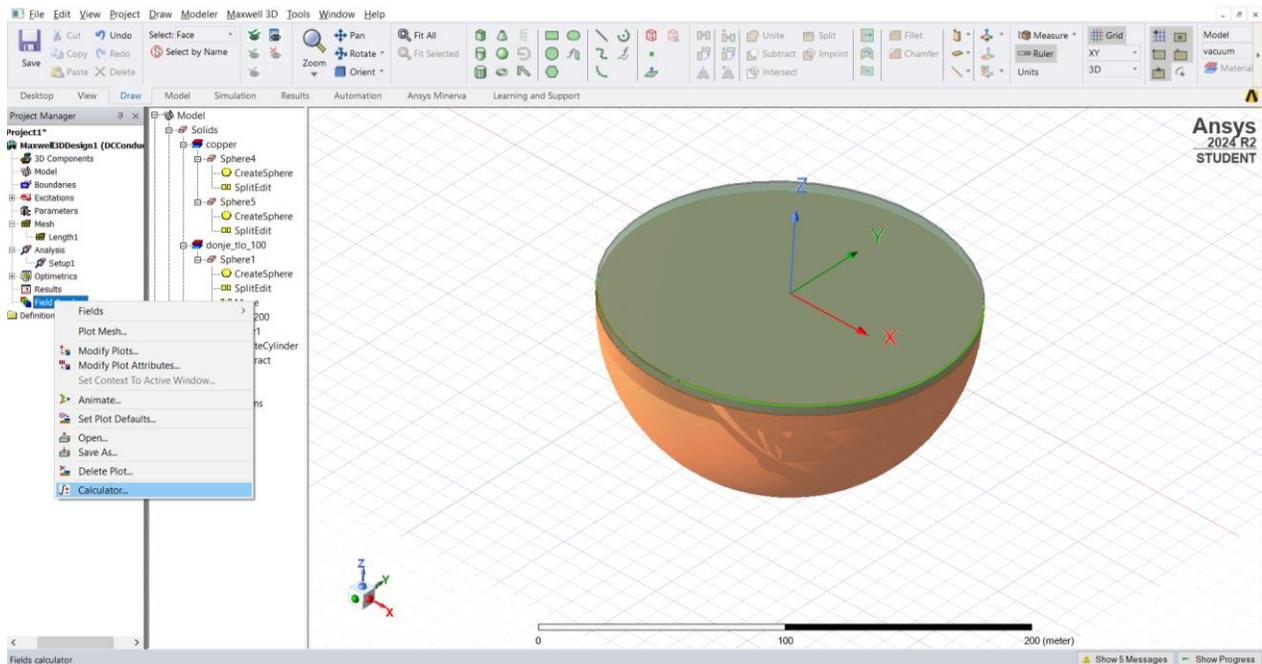 File Edit View Project Draw Modeler Maxwell 3D Tools Window Help
Save
Cut
Copy
Paste
Undo
Redo
Delete
Select: Face
Select by Name
Zoom
Pan
Rotate
Orient
Fit All
Fit Selected
Unite
Subtract
Intersect
Split
Imprint
Fillet
Chamfer
Measure
Ruler
Units
Grid
XY
3D
Model
vacuum
Material
Desktop View Draw Model Simulation Results Automation Ansys Minerva Learning and Support
Project Manager
Project1*
Maxwell3DDesign1 (DCCondu
3D Components
Model
Boundaries
Excitations
Parameters
Mesh
Length1
Analysis
Setup1
Optimetrics
Results
Field
Definition
Model
Solids
copper
Sphere4
CreateSphere
SplitEdit
Sphere5
CreateSphere
SplitEdit
donje_tlo_100
Sphere1
CreateSphere
SplitEdit
200
teCylinder
ract
ns
Fields
Plot Mesh...
Modify Plots...
Modify Plot Attributes...
Set Context To Active Window...
Animate...
Set Plot Defaults...
Open...
Save As...
Delete Plot...
Calculator...
Ansys
2024 R2
STUDENT
Z
Y
X
Z
Y
X
0 100 200 (meter)
Fields calculator
Show 5 Messages Show Progress